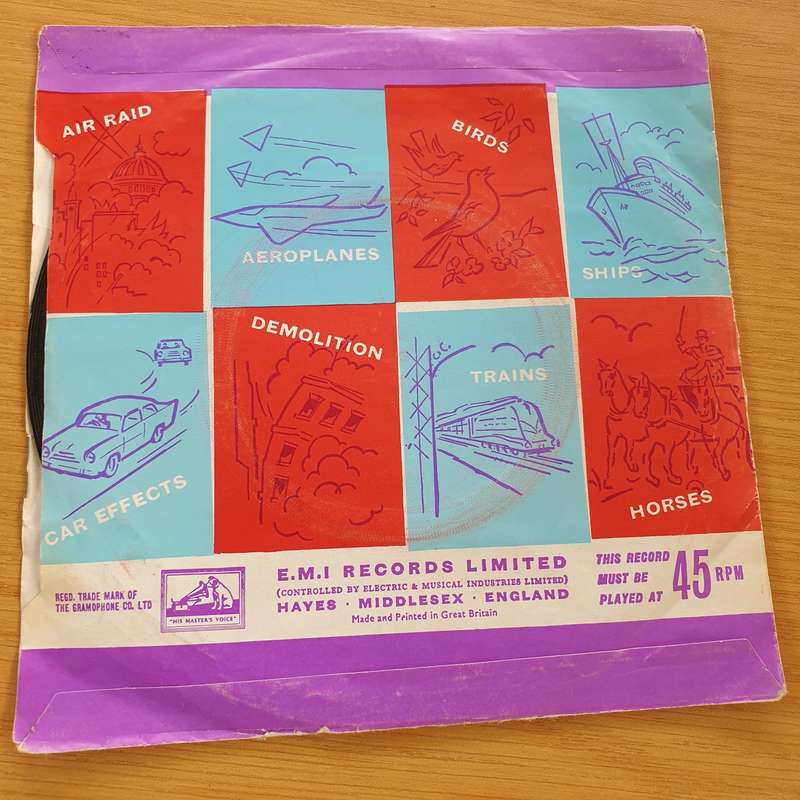 AIR RAID
AEROPLANES
BIRDS
SHIPS
CAR EFFECTS
DEMOLITION
TRAINS
HORSES
REGD. TRADE MARK OF
THE GRAMOPHONE CO. LTD
"HIS MASTER'S VOICE"
E.M.I RECORDS LIMITED
(CONTROLLED BY ELECTRIC & MUSICAL INDUSTRIES LIMITED)
HAYES · MIDDLESEX · ENGLAND
Made and Printed in Great Britain
THIS RECORD
MUST BE
PLAYED AT
45 RPM